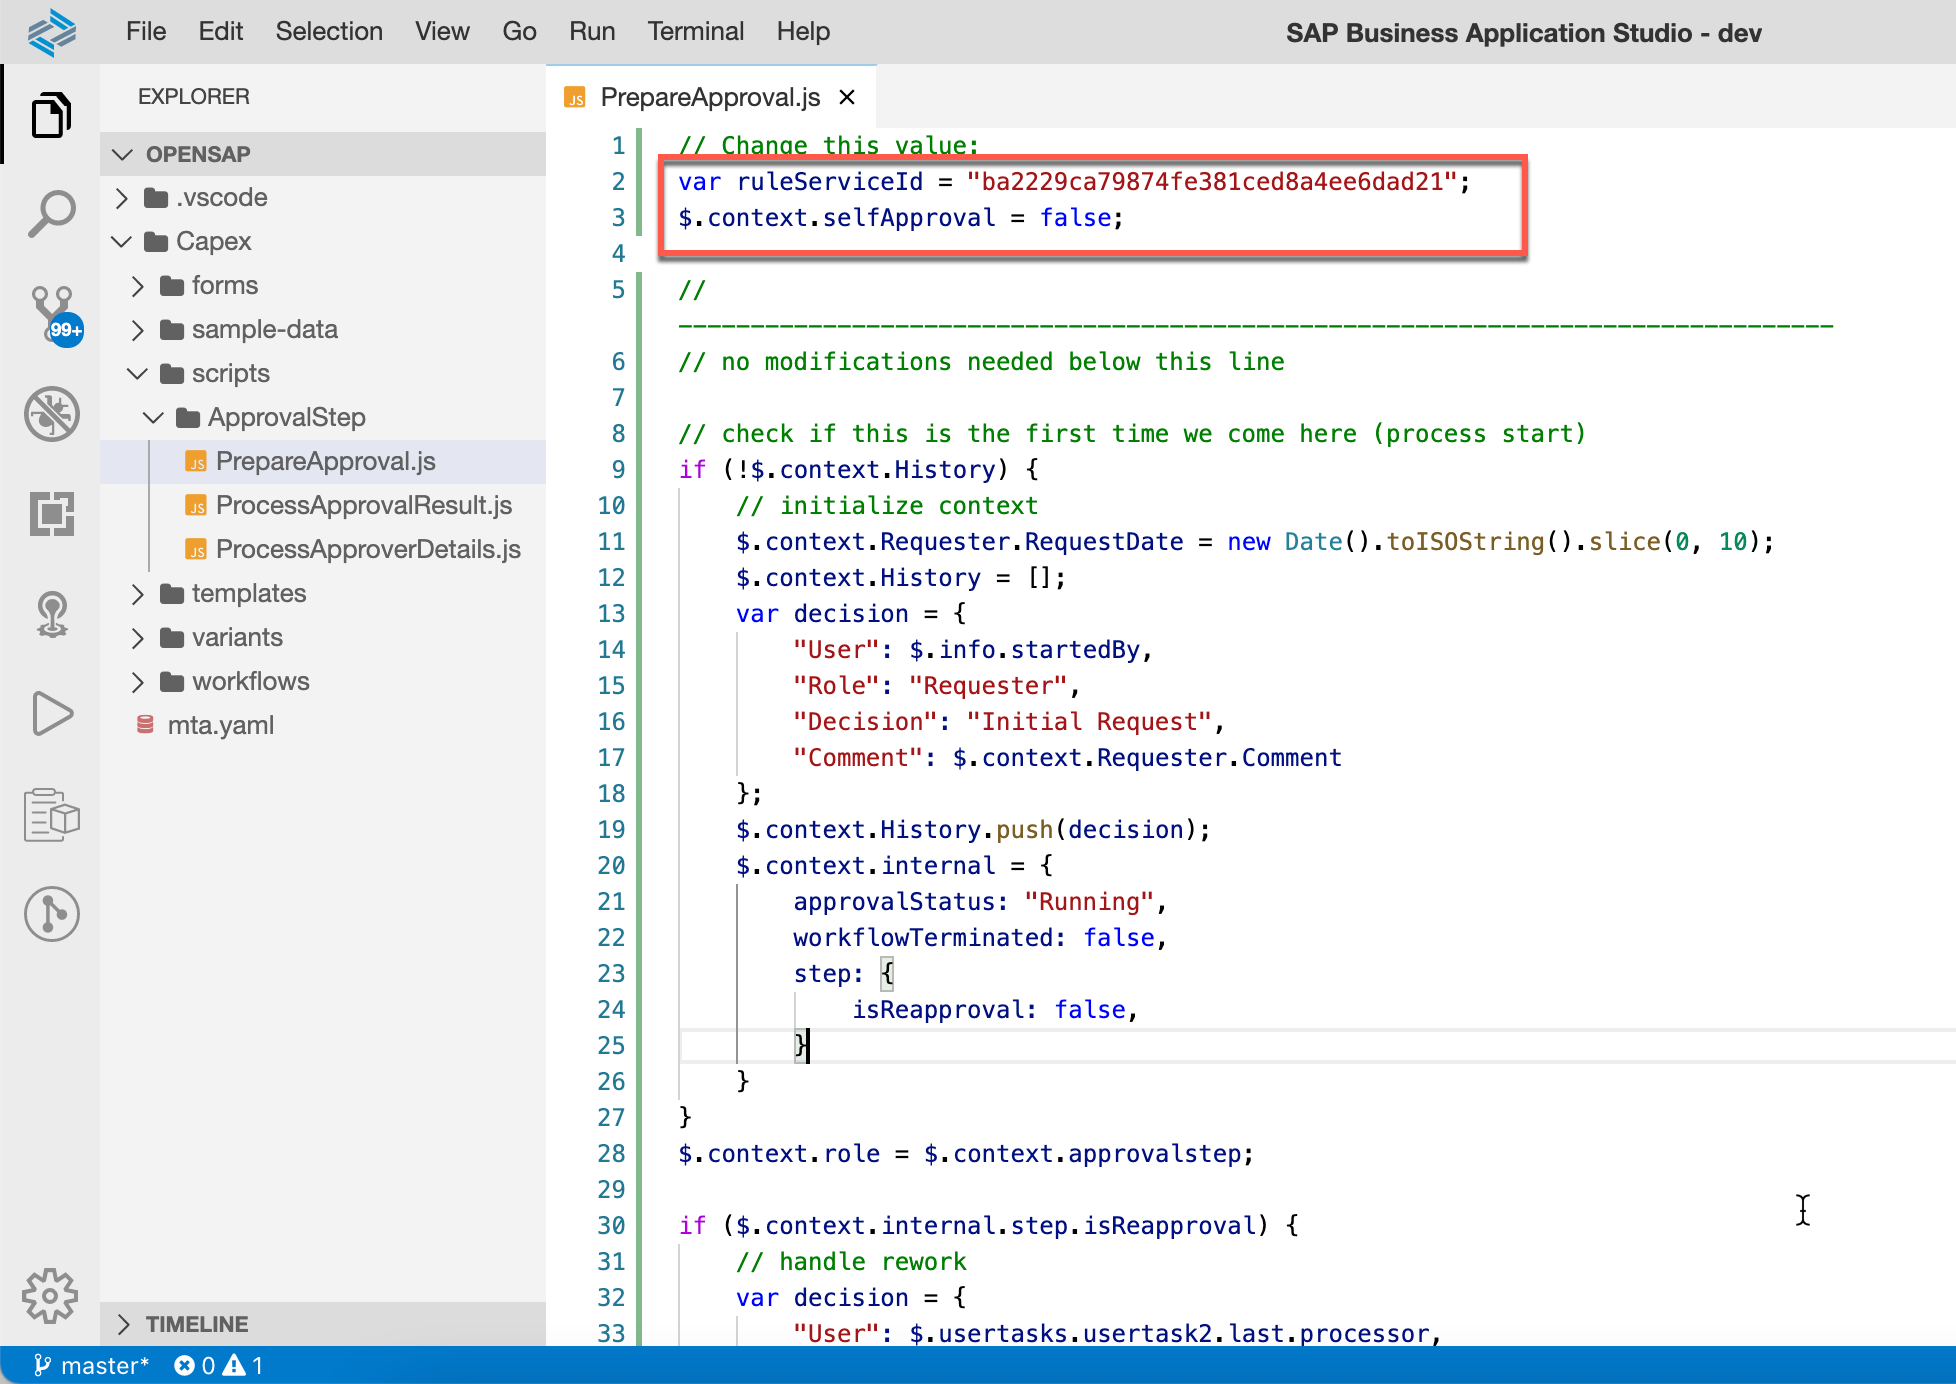 File Edit Selection View Go Run Terminal Help
SAP Business Application Studio - dev
EXPLORER
OPENSAP
.vscode
Capex
forms
sample-data
scripts
ApprovalStep
JS PrepareApproval.js
JS ProcessApprovalResult.js
JS ProcessApproverDetails.js
templates
variants
workflows
mta.yaml
TIMELINE
99+
JS PrepareApproval.js
1 // Change this value:
2 var ruleServiceId = "ba2229ca79874fe381ced8a4ee6dad21";
3 $.context.selfApproval = false;
4
5 //
--------------------------------------------------------------------------------
6 // no modifications needed below this line
7
8 // check if this is the first time we come here (process start)
9 if (!$.context.History) {
10 // initialize context
11 $.context.Requester.RequestDate = new Date().toISOString().slice(0, 10);
12 $.context.History = [];
13 var decision = {
14 "User": $.info.startedBy,
15 "Role": "Requester",
16 "Decision": "Initial Request",
17 "Comment": $.context.Requester.Comment
18 };
19 $.context.History.push(decision);
20 $.context.internal = {
21 approvalStatus: "Running",
22 workflowTerminated: false,
23 step: {
24 isReapproval: false,
25 }
26 }
27 }
28 $.context.role = $.context.approvalstep;
29
30 if ($.context.internal.step.isReapproval) {
31 // handle rework
32 var decision = {
33 "User": $.usertasks.usertask2.last.processor,
master* 0 1